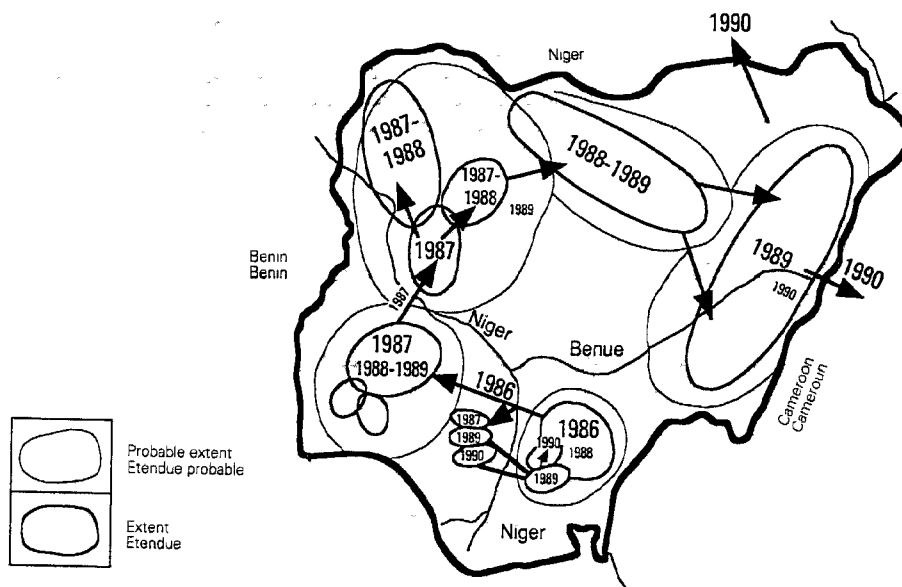 1990
Niger
1987-
1988
1987-
1988
1989
1988-1989
1987
1989
1990
1990
Benin
Benin
1987
Niger
Benue
1987
1988-1989
1986
1987
1989
1990
1986
1988
1990
1989
Niger
Cameroon
Cameroun
Probable extent
Etendue probable
Extent
Etendue